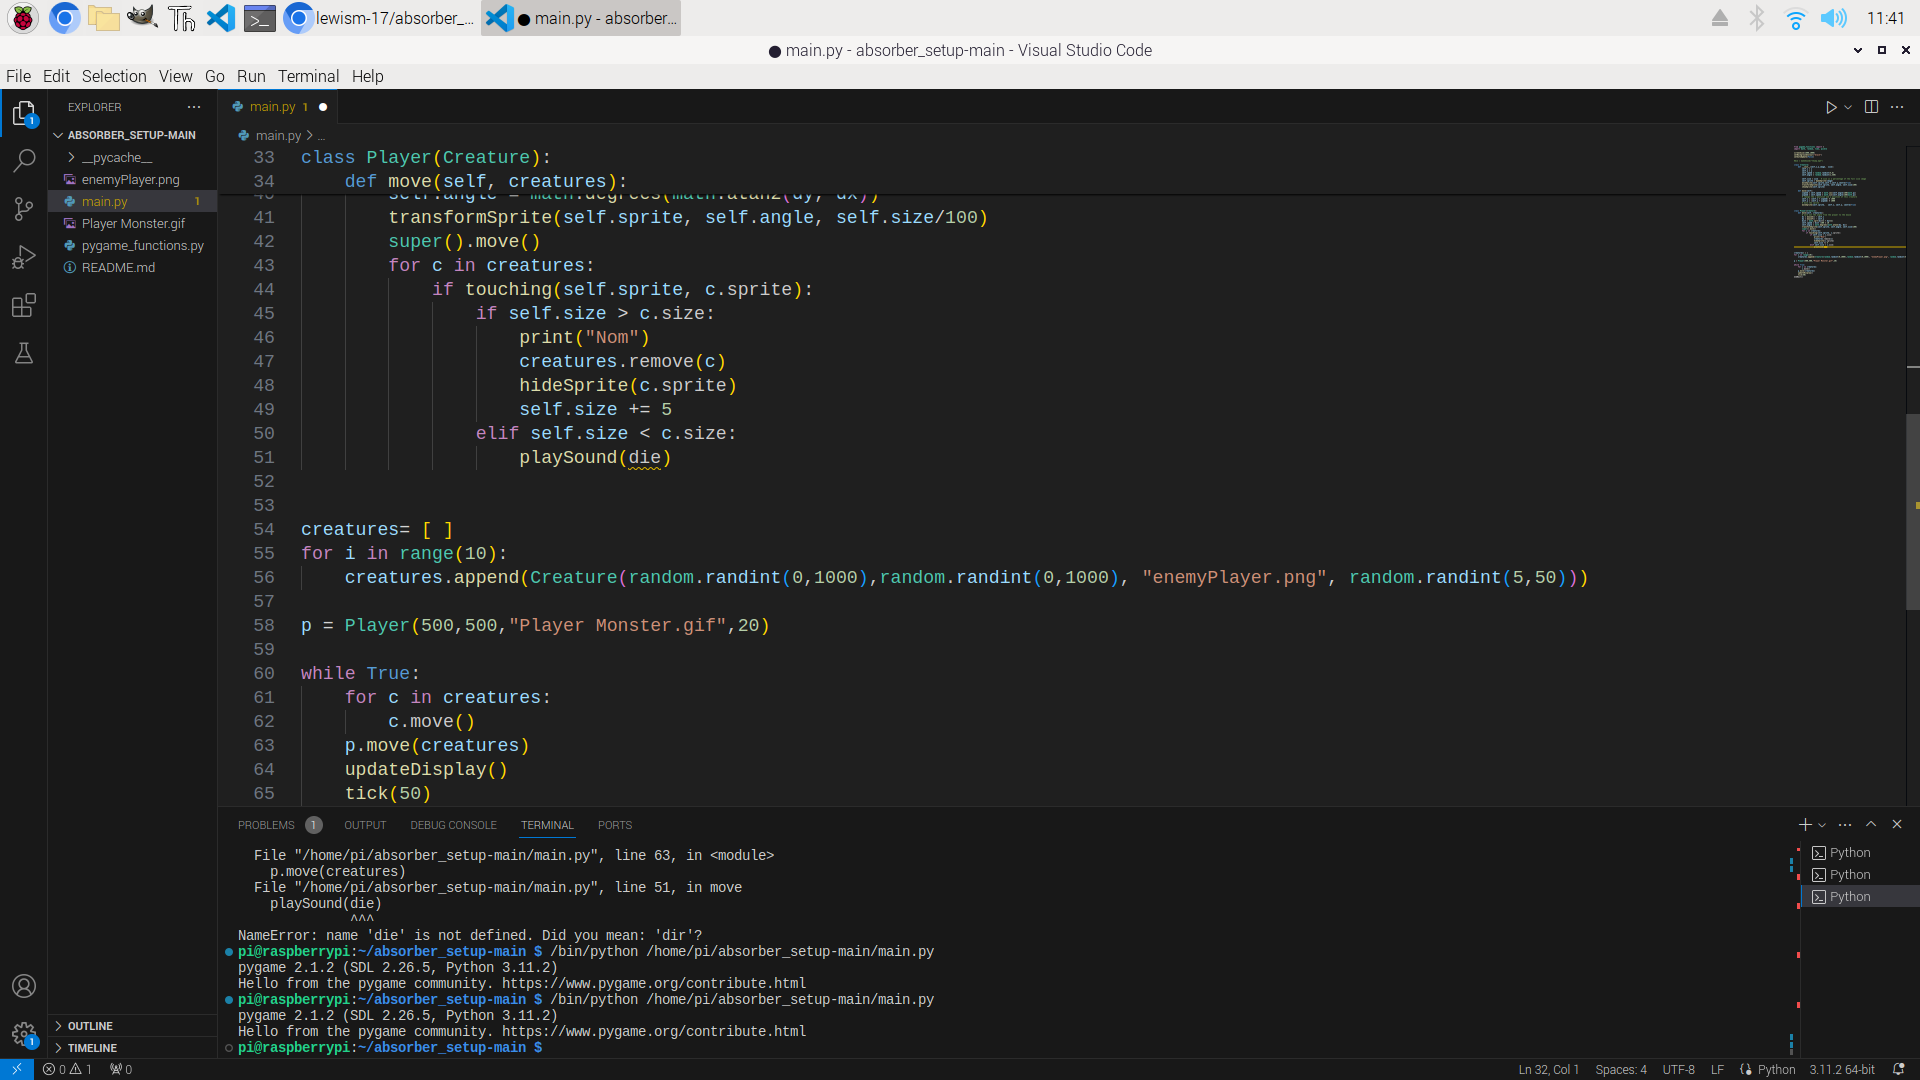 lewism-17/absorber_...
main.py - absorber...
11:41
main.py - absorber_setup-main - Visual Studio Code
File Edit Selection View Go Run Terminal Help
EXPLORER
ABSORBER_SETUP-MAIN
__pycache__
enemyPlayer.png
main.py 1
Player Monster.gif
pygame_functions.py
README.md
OUTLINE
TIMELINE
main.py 1
main.py > ...
33 class Player(Creature):
34 def move(self, creatures):
40 self.angle = math.degrees(math.atan2(dy, dx))
41 transformSprite(self.sprite, self.angle, self.size/100)
42 super().move()
43 for c in creatures:
44 if touching(self.sprite, c.sprite):
45 if self.size > c.size:
46 print("Nom")
47 creatures.remove(c)
48 hideSprite(c.sprite)
49 self.size += 5
50 elif self.size < c.size:
51 playSound(die)
52
53
54 creatures= [ ]
55 for i in range(10):
56 creatures.append(Creature(random.randint(0,1000),random.randint(0,1000), "enemyPlayer.png", random.randint(5,50)))
57
58 p = Player(500,500,"Player Monster.gif",20)
59
60 while True:
61 for c in creatures:
62 c.move()
63 p.move(creatures)
64 updateDisplay()
65 tick(50)
PROBLEMS 1 OUTPUT DEBUG CONSOLE TERMINAL PORTS
File "/home/pi/absorber_setup-main/main.py", line 63, in <module>
p.move(creatures)
File "/home/pi/absorber_setup-main/main.py", line 51, in move
playSound(die)
^^^
NameError: name 'die' is not defined. Did you mean: 'dir'?
pi@raspberrypi:~/absorber_setup-main $ /bin/python /home/pi/absorber_setup-main/main.py
pygame 2.1.2 (SDL 2.26.5, Python 3.11.2)
Hello from the pygame community. https://www.pygame.org/contribute.html
pi@raspberrypi:~/absorber_setup-main $ /bin/python /home/pi/absorber_setup-main/main.py
pygame 2.1.2 (SDL 2.26.5, Python 3.11.2)
Hello from the pygame community. https://www.pygame.org/contribute.html
pi@raspberrypi:~/absorber_setup-main $
Python
Python
Python
0 1 0
Ln 32, Col 1 Spaces: 4 UTF-8 LF Python 3.11.2 64-bit